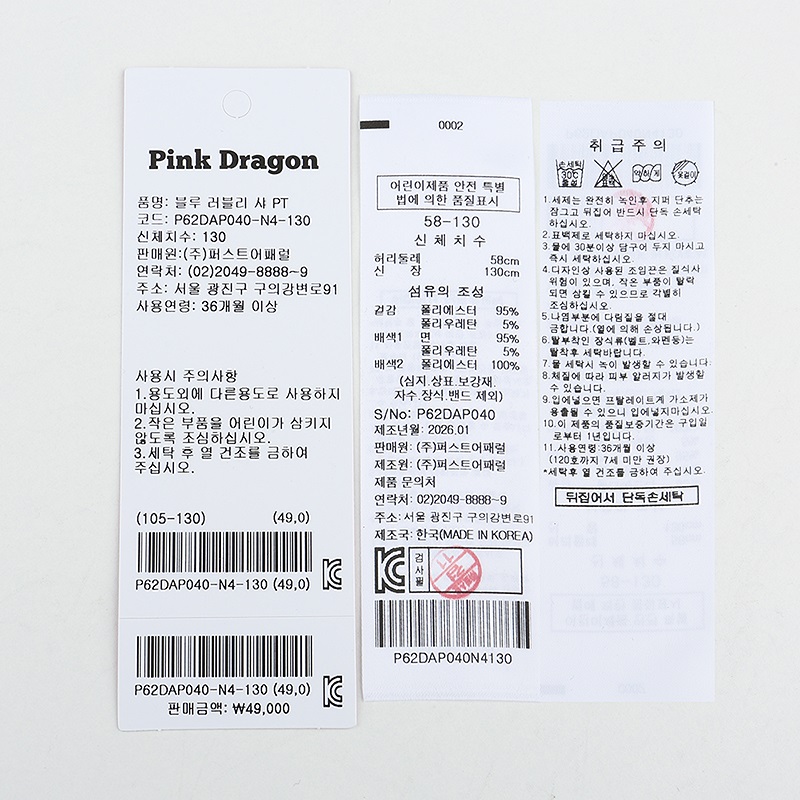 Pink Dragon
품명: 블루 러블리 샤 PT
코드: P62DAP040-N4-130
신체치수: 130
판매원:(주)퍼스트어패럴
연락처: (02)2049-8888~9
주소: 서울 광진구 구의강변로91
사용연령: 36개월 이상
사용시 주의사항
1.용도외에 다른용도로 사용하지
마십시오.
2.작은 부품을 어린이가 삼키지
않도록 조심하십시오.
3.세탁 후 열 건조를 금하여
주십시오.
(105-130) (49,0)
P62DAP040-N4-130 (49,0)
P62DAP040-N4-130 (49,0)
판매금액: ₩49,000
0002
어린이제품 안전 특별
법에 의한 품질표시
58-130
신체치수
허리둘레 58cm
신 장 130cm
섬유의 조성
겉감 폴리에스터 95%
폴리우레탄 5%
배색1 면 95%
폴리우레탄 5%
배색2 폴리에스터 100%
(심지.상표.보강재.
자수.장식.밴드 제외)
S/No: P62DAP040
제조년월: 2026.01
판매원: (주)퍼스트어패럴
제조원: (주)퍼스트어패럴
제품 문의처
연락처: 02)2049-8888~9
주소: 서울 광진구 구의강변로91
제조국: 한국(MADE IN KOREA)
검사필
P62DAP040N4130
취급주의
손세탁
30℃
중성
약하게
옷걸이
1.세제는 완전히 녹인후 지퍼 단추는
잠그고 뒤집어 반드시 단독 손세탁
하십시오.
2.표백제로 세탁하지 마십시오.
3.물에 30분이상 담구어 두지 마시고
즉시 세탁하십시오.
4.디자인상 사용된 조임끈은 질식사
위험이 있으며, 작은 부품이 탈락
되면 삼킬 수 있으므로 각별히
조심하십시오.
5.나염부분에 다림질을 절대
금합니다.(열에 의해 손상됩니다.)
6.탈부착인 장식류(벨트.와펜등)는
탈착후 세탁바랍니다.
7.물 세탁시 녹이 발생할 수 있습니다.
8.체질에 따라 피부 알러지가 발생할
수 있습니다.
9.입에넣으면 프탈레이트계 가소제가
용출될 수 있으니 입에넣지마십시오.
10.이 제품의 품질보증기간은 구입일
로부터 1년입니다.
11.사용연령:36개월 이상
(120호까지 7세 미만 권장)
*세탁후 열 건조를 금하여 주십시오.
뒤집어서 단독손세탁